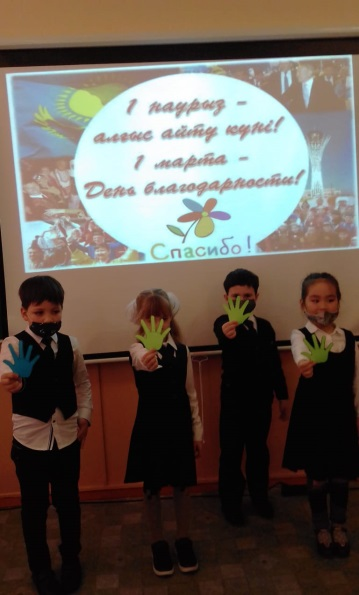 1 наурыз -
алғыс айту күні!
1 марта -
День благодарности!
Спасибо!